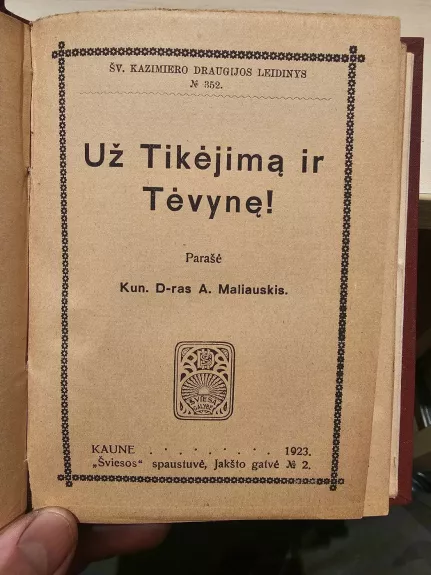 ŠV. KAZIMIERO DRAUGIJOS LEIDINYS
№ 352.
Už Tikėjimą ir
Tėvynę!
Parašė
Kun. D-ras A. Maliauskis.
ŠVIESA
KAUNE . . . . . . . . 1923.
„Šviesos“ spaustuvė, Jakšto gatvė № 2.